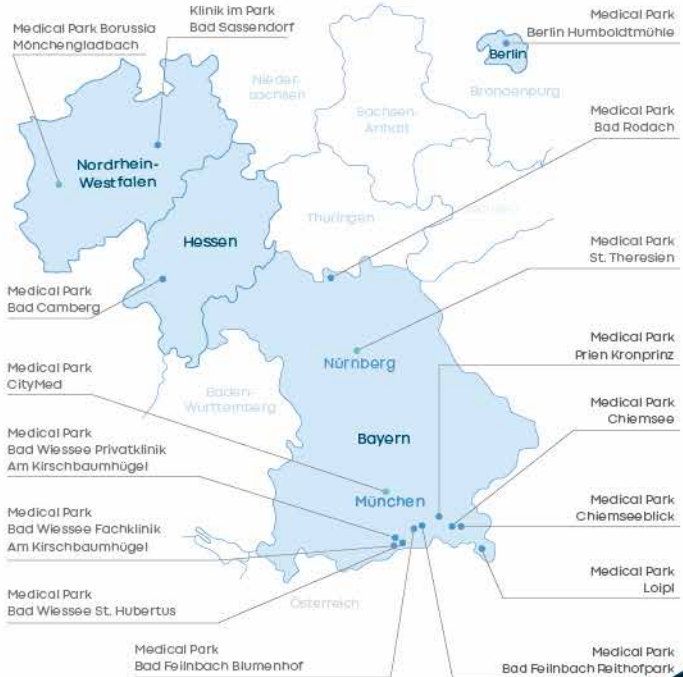 Medical Park Borussia
Mönchengladbach
Klinik im Park
Bad Sassendorf
Medical Park
Berlin Humboldtmühle
Berlin
Nieder-
sachsen
Brandenburg
Sachsen-
Anhalt
Medical Park
Bad Rodach
Nordrhein-
Westfalen
Thüringen
Hessen
Medical Park
St. Theresien
Medical Park
Bad Camberg
Medical Park
Prien Kronprinz
Nürnberg
Medical Park
CityMed
Baden-
Württemberg
Medical Park
Chiemsee
Bayern
Medical Park
Bad Wiessee Privatklinik
Am Kirschbaumhügel
München
Medical Park
Chiemseeblick
Medical Park
Bad Wiessee Fachklinik
Am Kirschbaumhügel
Medical Park
Loipl
Medical Park
Bad Wiessee St. Hubertus
Österreich
Medical Park
Bad Feilnbach Blumenhof
Medical Park
Bad Feilnbach Reithofpark